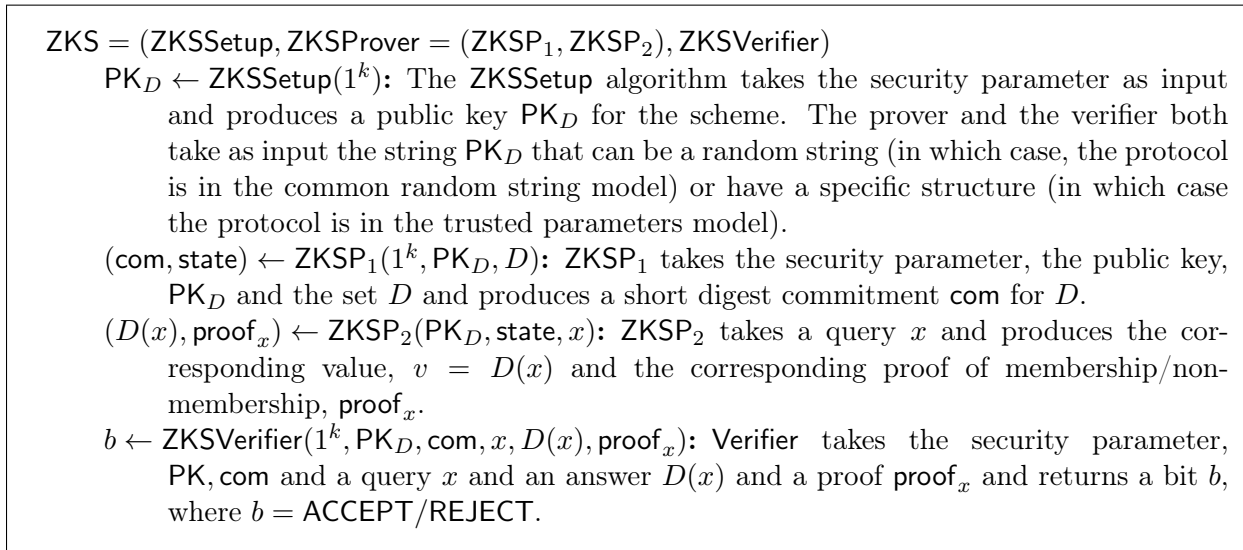 ZKS = (ZKSSetup, ZKSProver = (ZKSP₁, ZKSP₂), ZKSVerifier)
PK_D ← ZKSSetup(1^k): The ZKSSetup algorithm takes the security parameter as input
and produces a public key PK_D for the scheme. The prover and the verifier both
take as input the string PK_D that can be a random string (in which case, the protocol
is in the common random string model) or have a specific structure (in which case
the protocol is in the trusted parameters model).
(com, state) ← ZKSP₁(1^k, PK_D, D): ZKSP₁ takes the security parameter, the public key,
PK_D and the set D and produces a short digest commitment com for D.
(D(x), proof_x) ← ZKSP₂(PK_D, state, x): ZKSP₂ takes a query x and produces the cor-
responding value, v = D(x) and the corresponding proof of membership/non-
membership, proof_x.
b ← ZKSVerifier(1^k, PK_D, com, x, D(x), proof_x): Verifier takes the security parameter,
PK, com and a query x and an answer D(x) and a proof proof_x and returns a bit b,
where b = ACCEPT/REJECT.